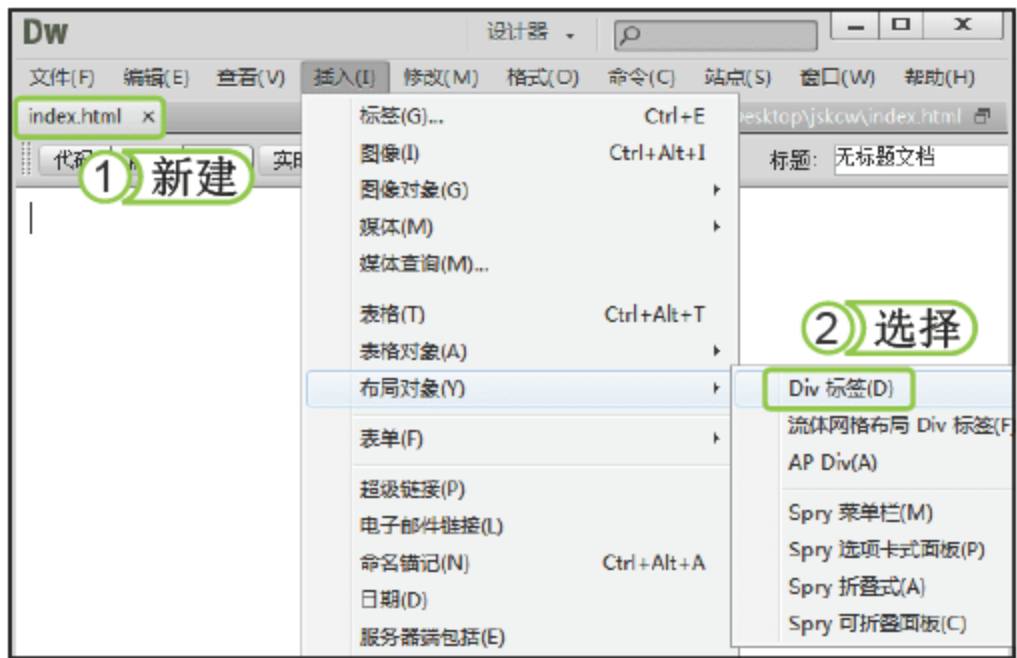 Dw
设计器
文件(F) 编辑(E) 查看(V) 插入(I) 修改(M) 格式(O) 命令(C) 站点(S) 窗口(W) 帮助(H)
index.html ×
esktop\jskcw\index.html
标题: 无标题文档
① 新建
标签(G)... Ctrl+E
图像(I) Ctrl+Alt+I
图像对象(G)
媒体(M)
媒体查询(M)...
表格(T) Ctrl+Alt+T
表格对象(A)
布局对象(Y)
表单(F)
超级链接(P)
电子邮件链接(L)
命名锚记(N) Ctrl+Alt+A
日期(D)
服务器端包括(E)
② 选择
Div 标签(D)
流体网格布局 Div 标签(F
AP Div(A)
Spry 菜单栏(M)
Spry 选项卡式面板(P)
Spry 折叠式(A)
Spry 可折叠面板(C)